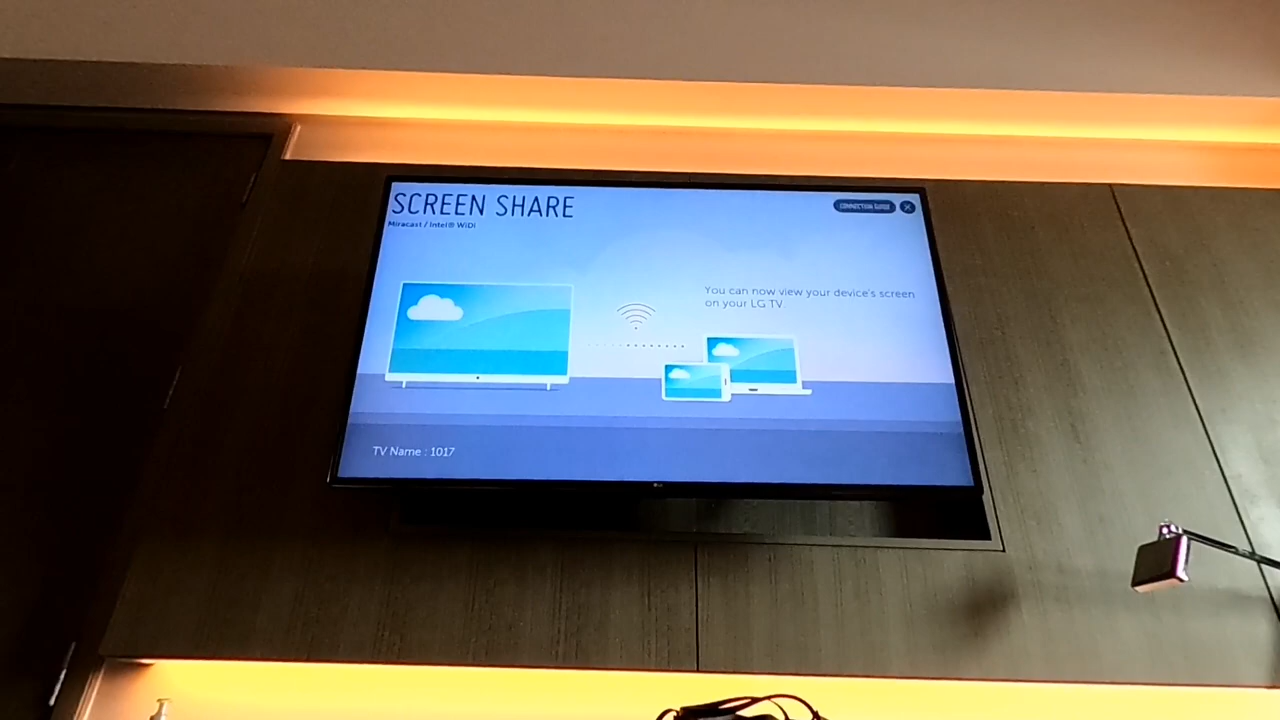 SCREEN SHARE
Miracast / Intel® WiDi
CONNECTION GUIDE
You can now view your device's screen
on your LG TV.
TV Name : 1017
LG